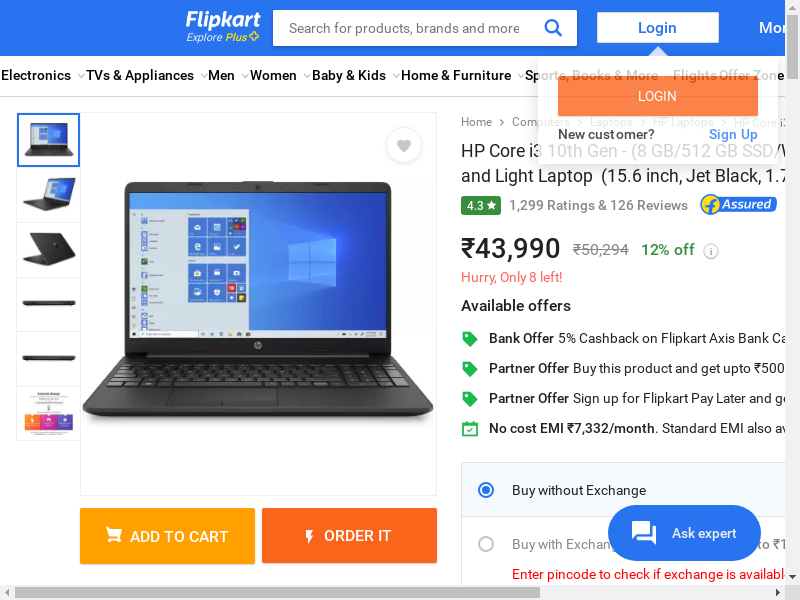 Flipkart
Explore Plus
Search for products, brands and more
Login
Mor
Electronics
TVs & Appliances
Men
Women
Baby & Kids
Home & Furniture
Sports, Books & More
Flights
Offer Zone
LOGIN
New customer?
Sign Up
Home
Computers
Laptops
HP Laptops
HP Core i3
HP Core i3 10th Gen - (8 GB/512 GB SSD/W
and Light Laptop (15.6 inch, Jet Black, 1.7
4.3
1,299 Ratings & 126 Reviews
Assured
₹43,990
₹50,294
12% off
Hurry, Only 8 left!
Available offers
Bank Offer 5% Cashback on Flipkart Axis Bank Ca
Partner Offer Buy this product and get upto ₹500
Partner Offer Sign up for Flipkart Pay Later and ge
No cost EMI ₹7,332/month. Standard EMI also av
Buy without Exchange
Buy with Exchang
to ₹1
Ask expert
Enter pincode to check if exchange is availabl
ADD TO CART
ORDER IT